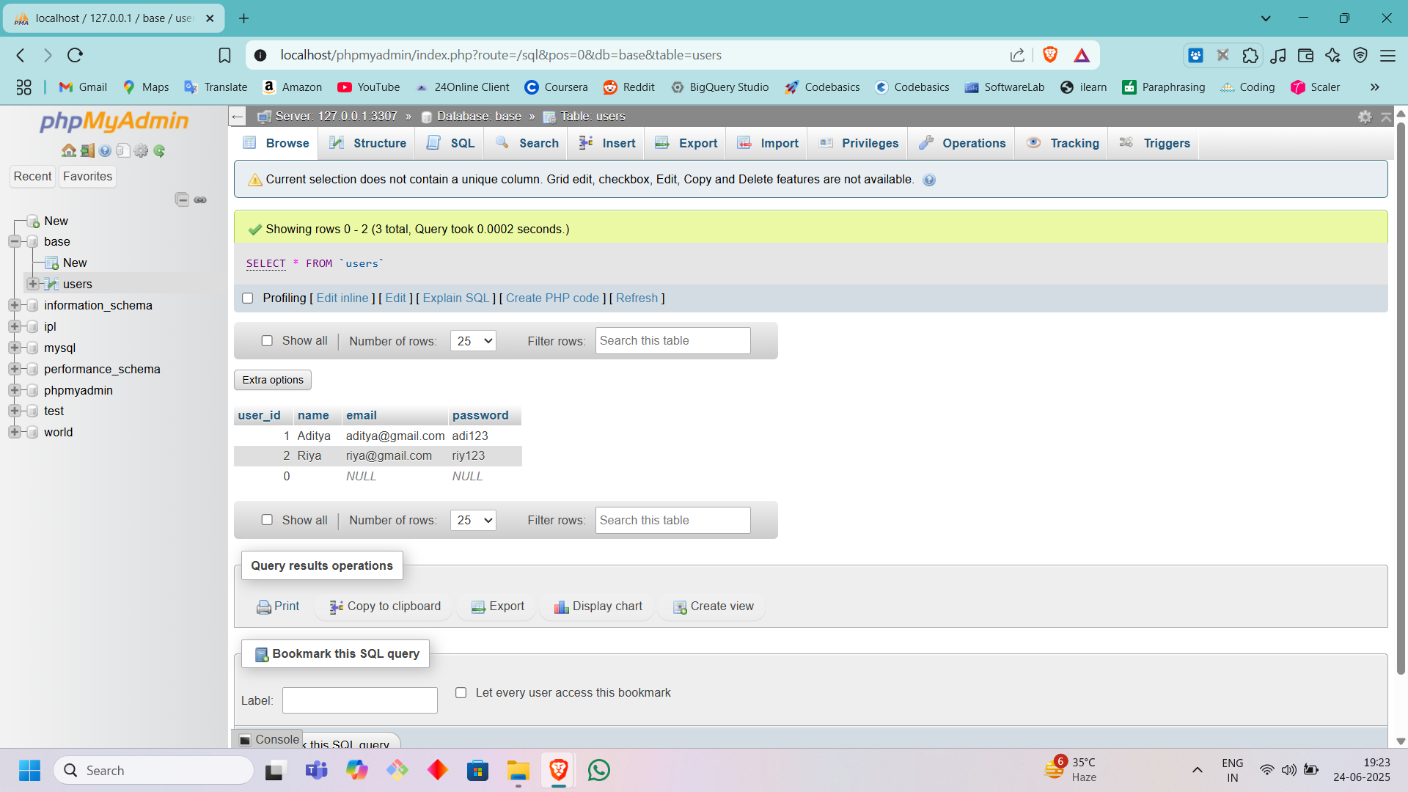 localhost / 127.0.0.1 / base / use
localhost/phpmyadmin/index.php?route=/sql&pos=0&db=base&table=users
Gmail Maps Translate Amazon YouTube 24Online Client Coursera Reddit BigQuery Studio Codebasics Codebasics SoftwareLab ilearn Paraphrasing Coding Scaler
phpMyAdmin
Recent Favorites
New
base
New
users
information_schema
ipl
mysql
performance_schema
phpmyadmin
test
world
Server: 127.0.0.1:3307 » Database: base » Table: users
Browse Structure SQL Search Insert Export Import Privileges Operations Tracking Triggers
Current selection does not contain a unique column. Grid edit, checkbox, Edit, Copy and Delete features are not available.
Showing rows 0 - 2 (3 total, Query took 0.0002 seconds.)
SELECT * FROM `users`
Profiling [ Edit inline ] [ Edit ] [ Explain SQL ] [ Create PHP code ] [ Refresh ]
Show all Number of rows: 25 Filter rows: Search this table
Extra options
user_id name email password
1 Aditya aditya@gmail.com adi123
2 Riya riya@gmail.com riy123
0 NULL NULL
Show all Number of rows: 25 Filter rows: Search this table
Query results operations
Print Copy to clipboard Export Display chart Create view
Bookmark this SQL query
Label: Let every user access this bookmark
Console k this SQL query
Search
6 35°C
Haze
ENG
IN
19:23
24-06-2025